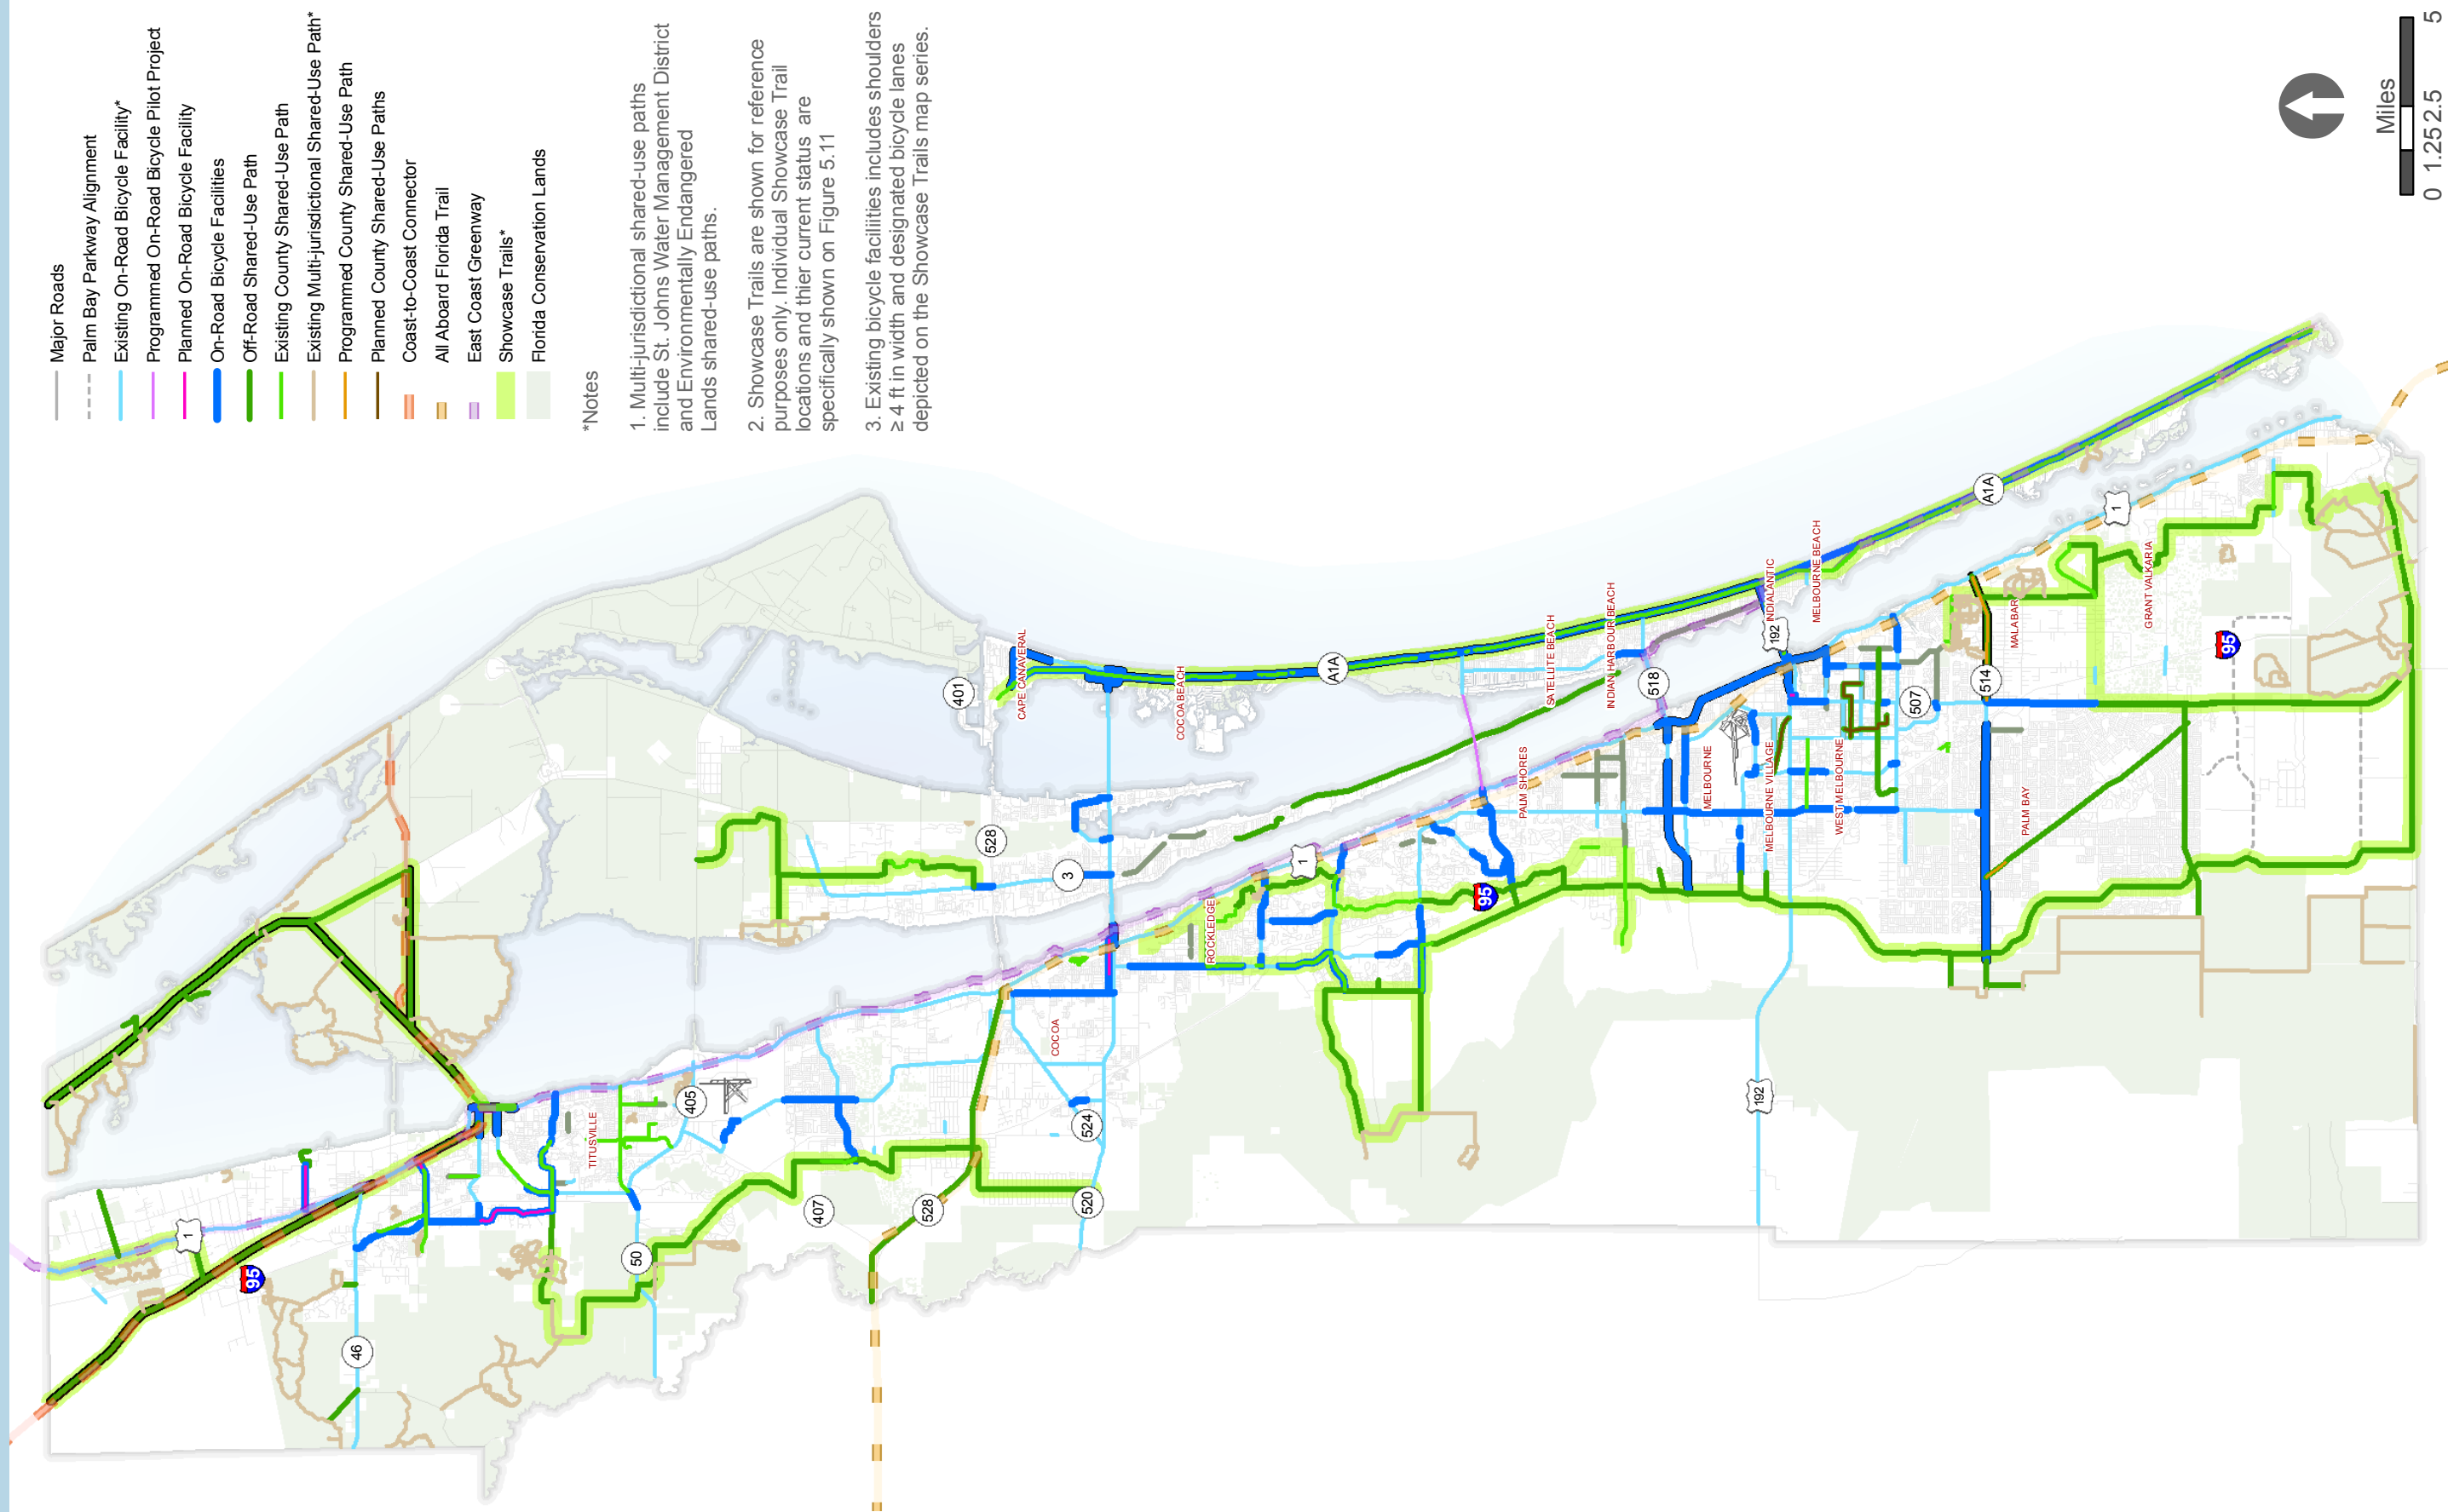 Major Roads
Palm Bay Parkway Alignment
Existing On-Road Bicycle Facility*
Programmed On-Road Bicycle Pilot Project
Planned On-Road Bicycle Facility
On-Road Bicycle Facilities
Off-Road Shared-Use Path
Existing County Shared-Use Path
Existing Multi-jurisdictional Shared-Use Path*
Programmed County Shared-Use Path
Planned County Shared-Use Paths
Coast-to-Coast Connector
All Aboard Florida Trail
East Coast Greenway
Showcase Trails*
Florida Conservation Lands
*Notes
1. Multi-jurisdictional shared-use paths
include St. Johns Water Management District
and Environmentally Endangered
Lands shared-use paths.
2. Showcase Trails are shown for reference
purposes only. Individual Showcase Trail
locations and thier current status are
specifically shown on Figure 5.11
3. Existing bicycle faciliities includes shoulders
≥ 4 ft in width and designated bicycle lanes
depicted on the Showcase Trails map series.
Miles
0 1.25 2.5 5
1
95
46
50
TITUSVILLE
405
407
528
528
401
CAPE CANAVERAL
3
COCOA
524
520
COCOA BEACH
ROCKLEDGE
1
A1A
95
PALM SHORES
SATELLITE BEACH
INDIAN HARBOUR BEACH
518
MELBOURNE
192
INDIALANTIC
MELBOURNE VILLAGE
192
MELBOURNE BEACH
WEST MELBOURNE
507
514
A1A
MALABAR
PALM BAY
1
GRANT VALKARIA
95